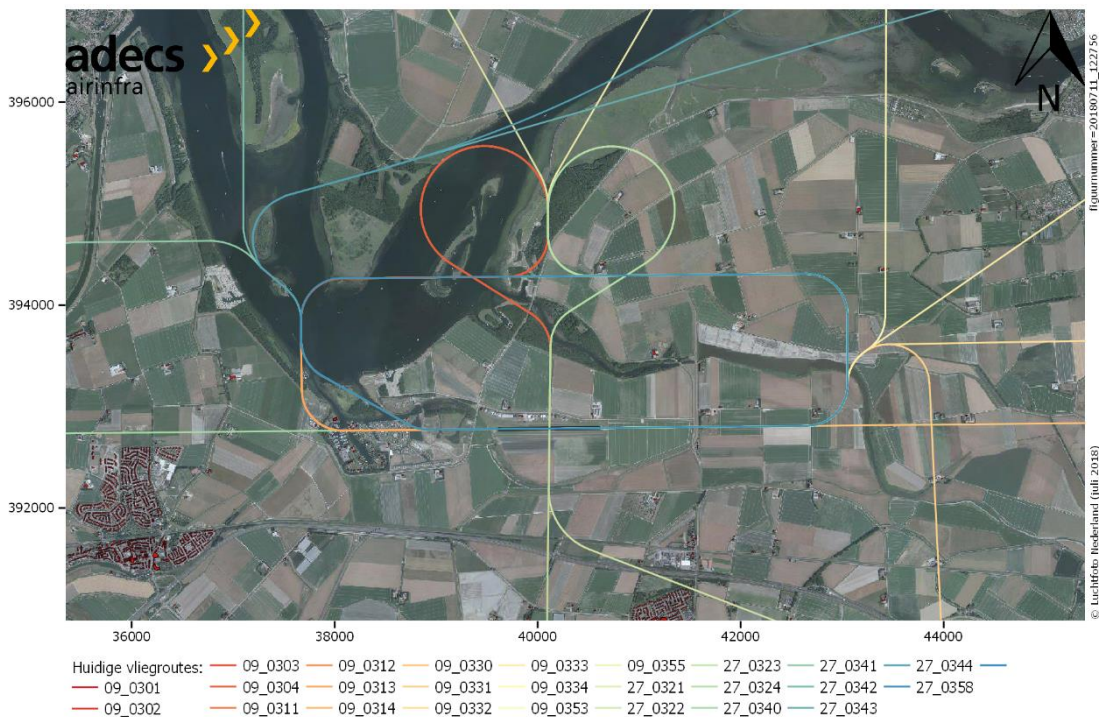 adecs
airinfra
N
figuurnummer=20180711_122756
© Luchtfoto Nederland (juli 2018)
396000
394000
392000
36000 38000 40000 42000 44000
Huidige vliegroutes: 09_0303 09_0312 09_0330 09_0333 09_0355 27_0323 27_0341 27_0344
09_0301 09_0304 09_0313 09_0331 09_0334 27_0321 27_0324 27_0342 27_0358
09_0302 09_0311 09_0314 09_0332 09_0353 27_0322 27_0340 27_0343